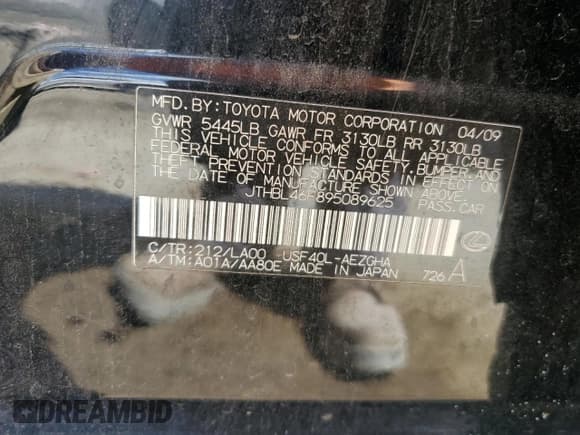 MFD.BY:TOYOTA MOTOR CORPORATION 04/09
GVWR 5445LB GAWR FR 3130LB RR 3130LB
THIS VEHICLE CONFORMS TO ALL APPLICABLE
FEDERAL MOTOR VEHICLE SAFETY,BUMPER,AND
THEFT PREVENTION STANDARDS IN EFFECT ON
THE DATE OF MANUFACTURE SHOWN ABOVE.
JTHBL46F895089625 PASS.CAR
C/TR:212/LA00 USF40L-AEZGHA
A/TM:A01A/AA80E MADE IN JAPAN 726 A
DREAMBID